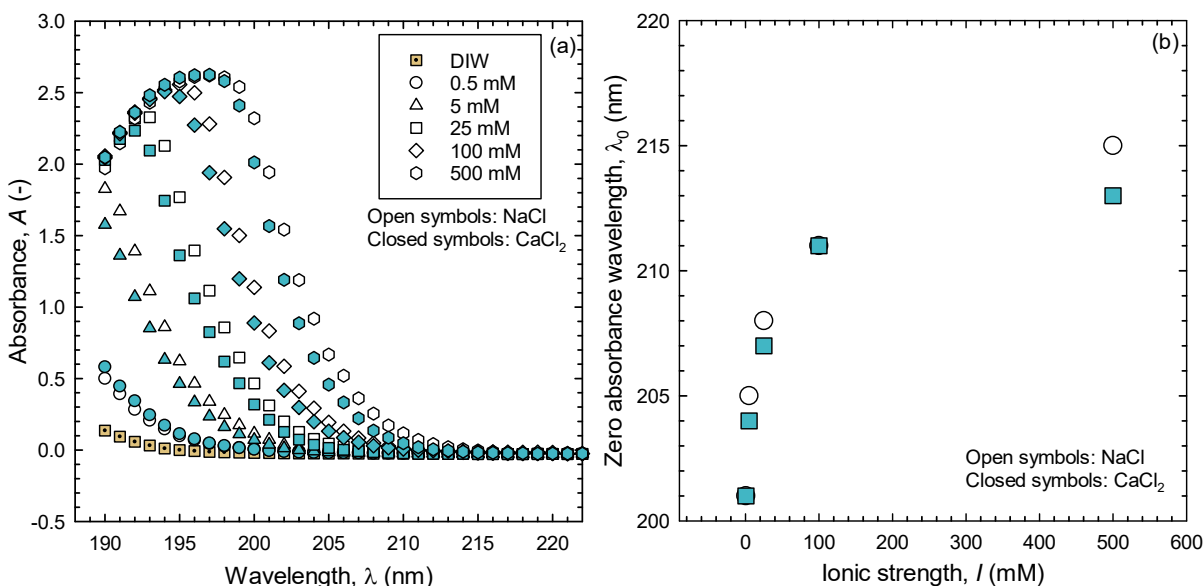 (a)
3.0
2.5
2.0
1.5
1.0
0.5
0.0
-0.5
Absorbance, A (-)
DIW
0.5 mM
5 mM
25 mM
100 mM
500 mM
Open symbols: NaCl
Closed symbols: CaCl₂
190 195 200 205 210 215 220
Wavelength, λ (nm)
(b)
220
215
210
205
200
Zero absorbance wavelength, λ₀ (nm)
Open symbols: NaCl
Closed symbols: CaCl₂
0 100 200 300 400 500 600
Ionic strength, I (mM)